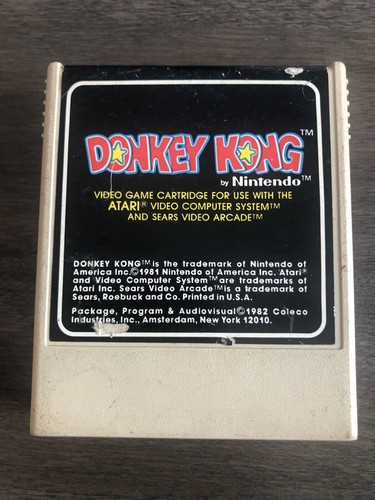 DONKEY KONG™
by Nintendo™
VIDEO GAME CARTRIDGE FOR USE WITH THE
ATARI® VIDEO COMPUTER SYSTEM™
AND SEARS VIDEO ARCADE™
DONKEY KONG™ is the trademark of Nintendo of
America Inc.©1981 Nintendo of America Inc. Atari®
and Video Computer System™ are trademarks of
Atari Inc. Sears Video Arcade™ is a trademark of
Sears, Roebuck and Co. Printed in U.S.A.
Package, Program & Audiovisual©1982 Coleco
Industries, Inc., Amsterdam, New York 12010.